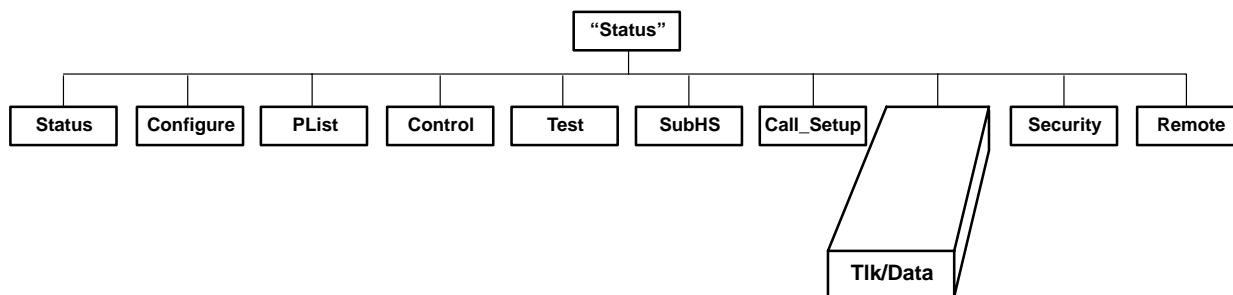 “Status”
Status
Configure
PList
Control
Test
SubHS
Call_Setup
Tlk/Data
Security
Remote